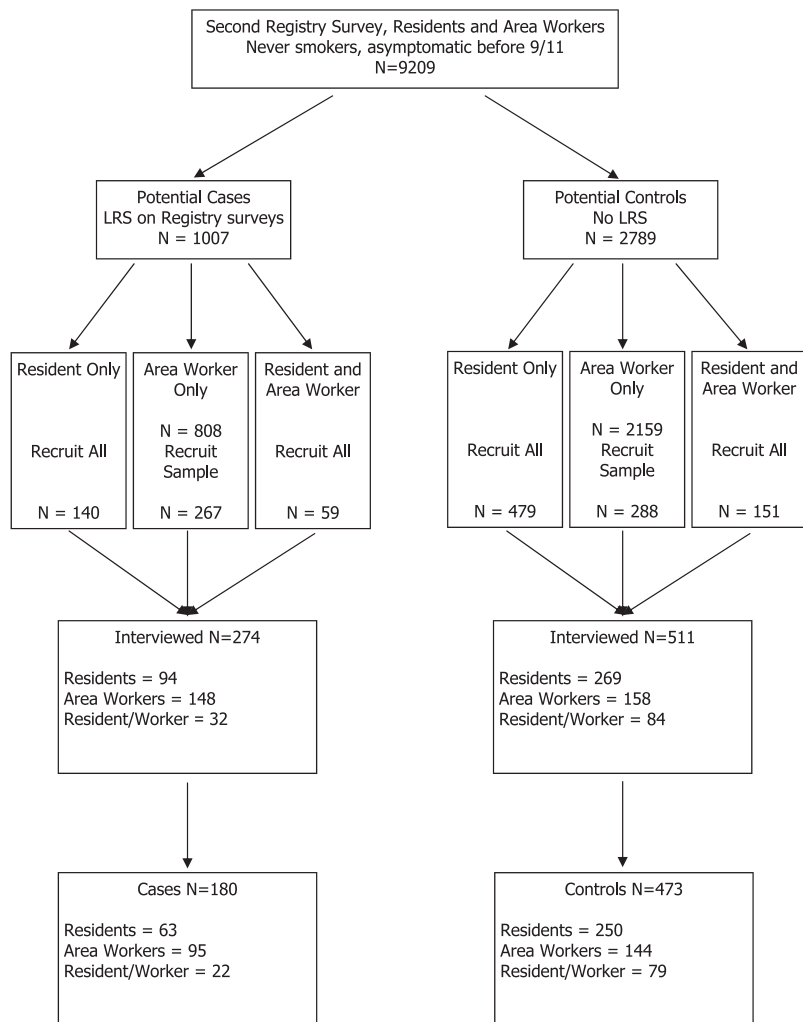 Second Registry Survey, Residents and Area Workers
Never smokers, asymptomatic before 9/11
N=9209
Potential Cases
LRS on Registry surveys
N = 1007
Potential Controls
No LRS
N = 2789
Resident Only
Recruit All
N = 140
Area Worker
Only
N = 808
Recruit
Sample
N = 267
Resident and
Area Worker
Recruit All
N = 59
Resident Only
Recruit All
N = 479
Area Worker
Only
N = 2159
Recruit
Sample
N = 288
Resident and
Area Worker
Recruit All
N = 151
Interviewed N=274
Residents = 94
Area Workers = 148
Resident/Worker = 32
Interviewed N=511
Residents = 269
Area Workers = 158
Resident/Worker = 84
Cases N=180
Residents = 63
Area Workers = 95
Resident/Worker = 22
Controls N=473
Residents = 250
Area Workers = 144
Resident/Worker = 79